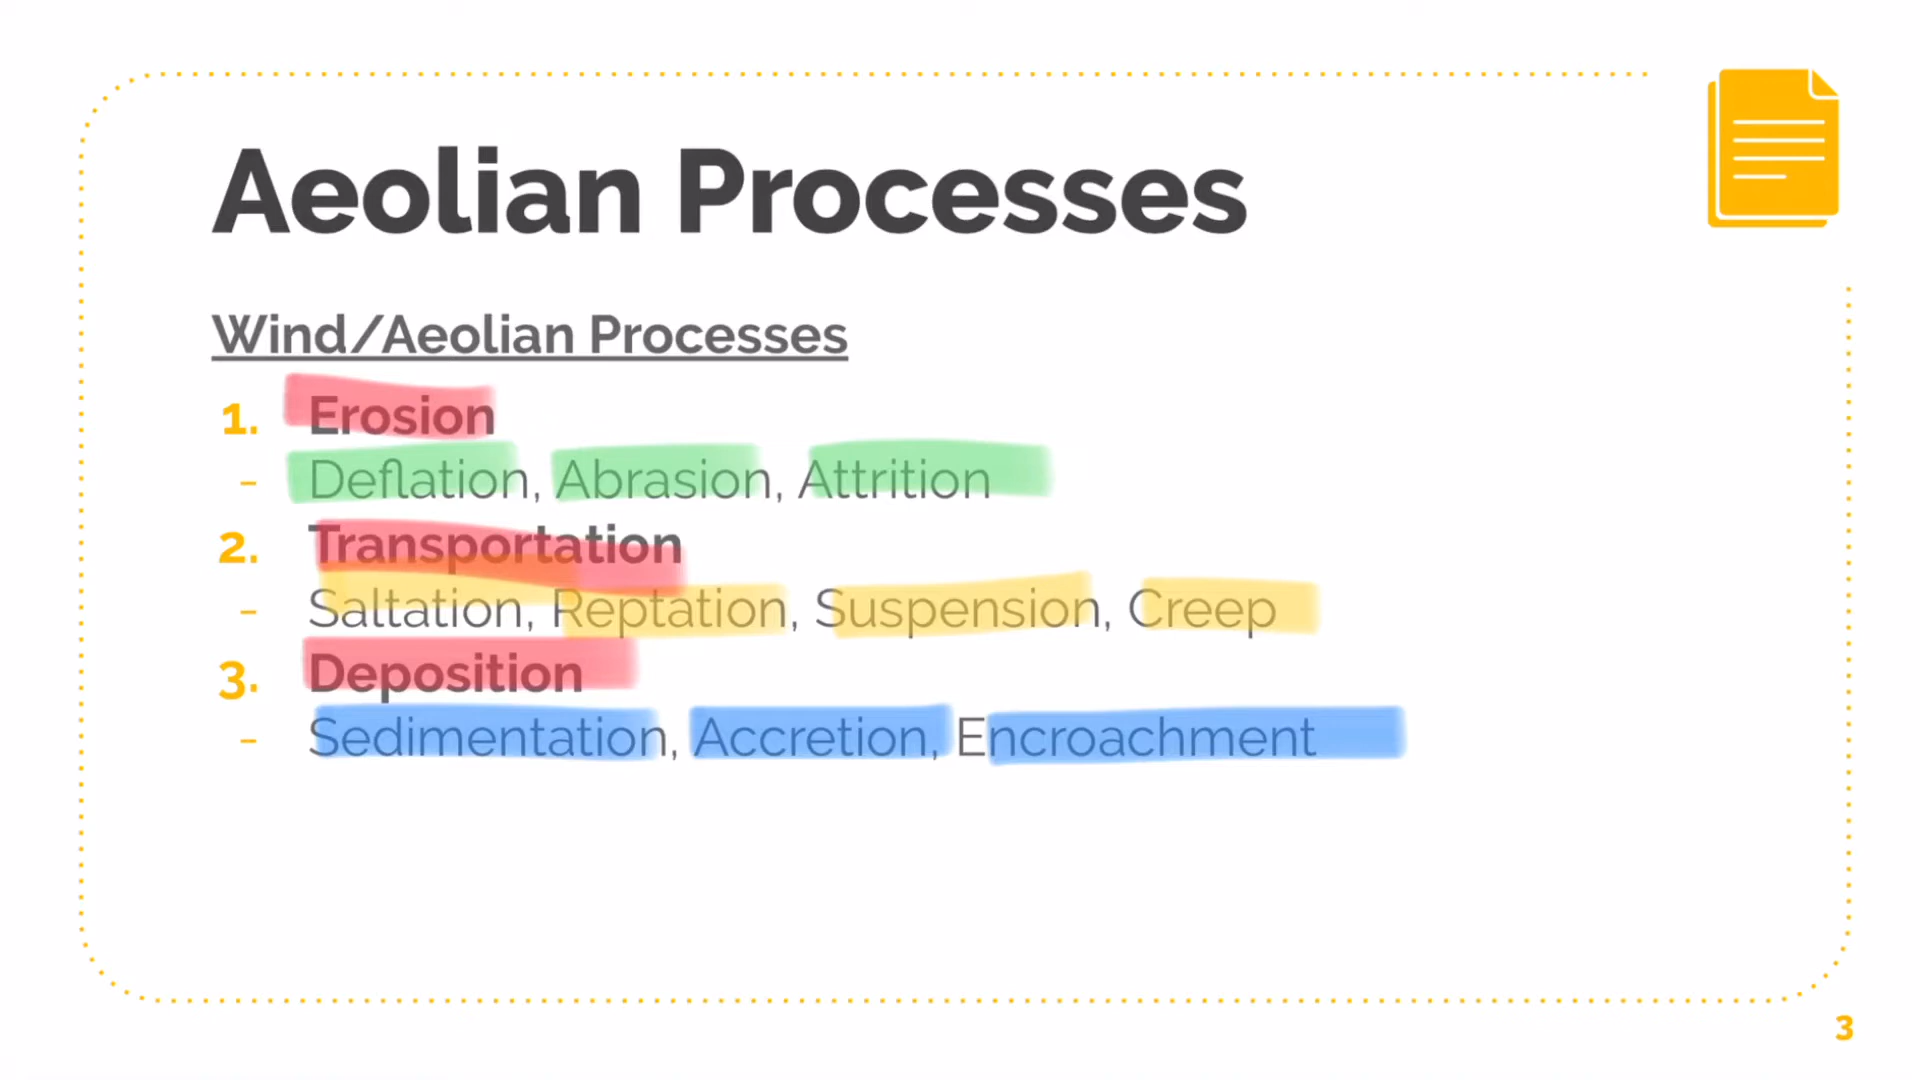 Aeolian Processes
Wind/Aeolian Processes
1. Erosion
- Deflation, Abrasion, Attrition
2. Transportation
- Saltation, Reptation, Suspension, Creep
3. Deposition
- Sedimentation, Accretion, Encroachment
3